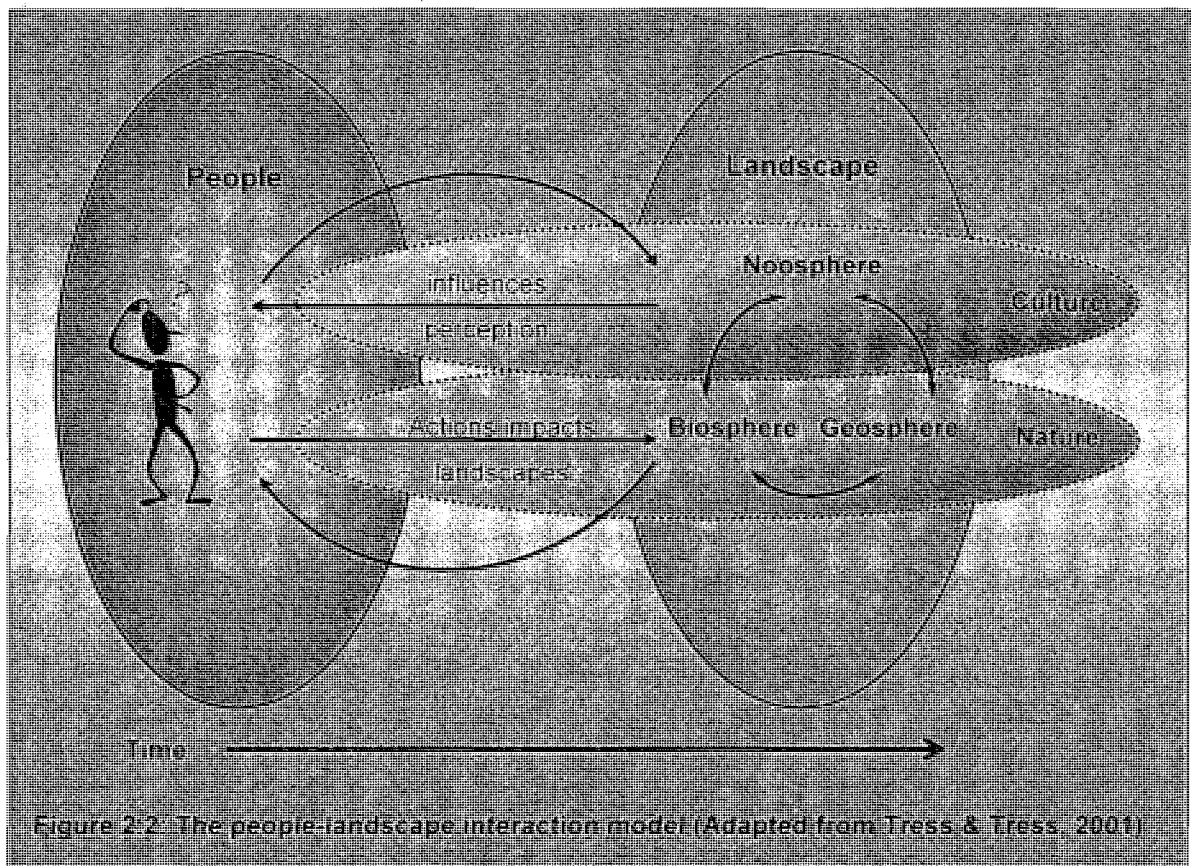 People
Landscape
Noosphere
Culture
influences
perception
Actions impacts
landscapes
Biosphere Geosphere
Nature
Time
Figure 2.2: The people-landscape interaction model (Adapted from Tress & Tress, 2001)